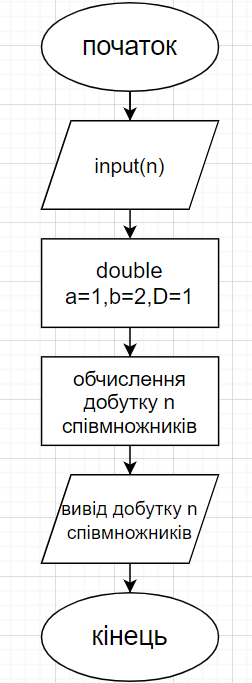 початок
input(n)
double
a=1,b=2,D=1
обчислення
добутку n
співмножників
вивід добутку n
співмножників
кінець